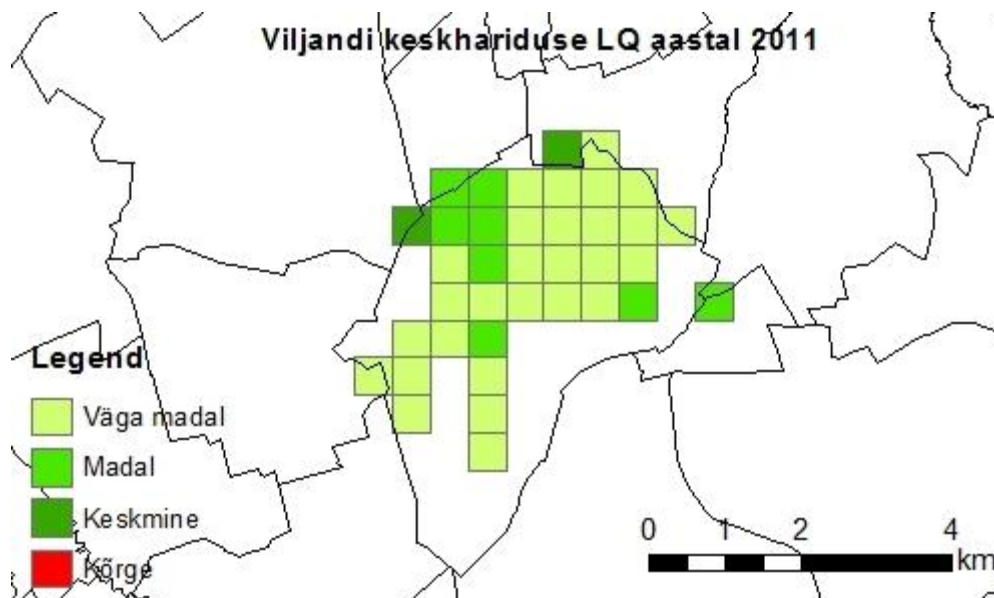 Viljandi keskhariduse LQ aastal 2011
Legend
Väga madal
Madal
Keskmine
Kõrge
0 1 2 4
km